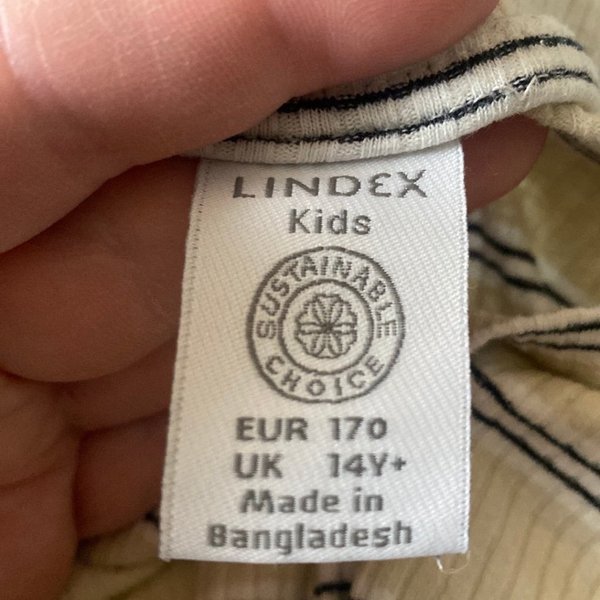 LINDEX
Kids
SUSTAINABLE
CHOICE
EUR 170
UK 14Y+
Made in
Bangladesh